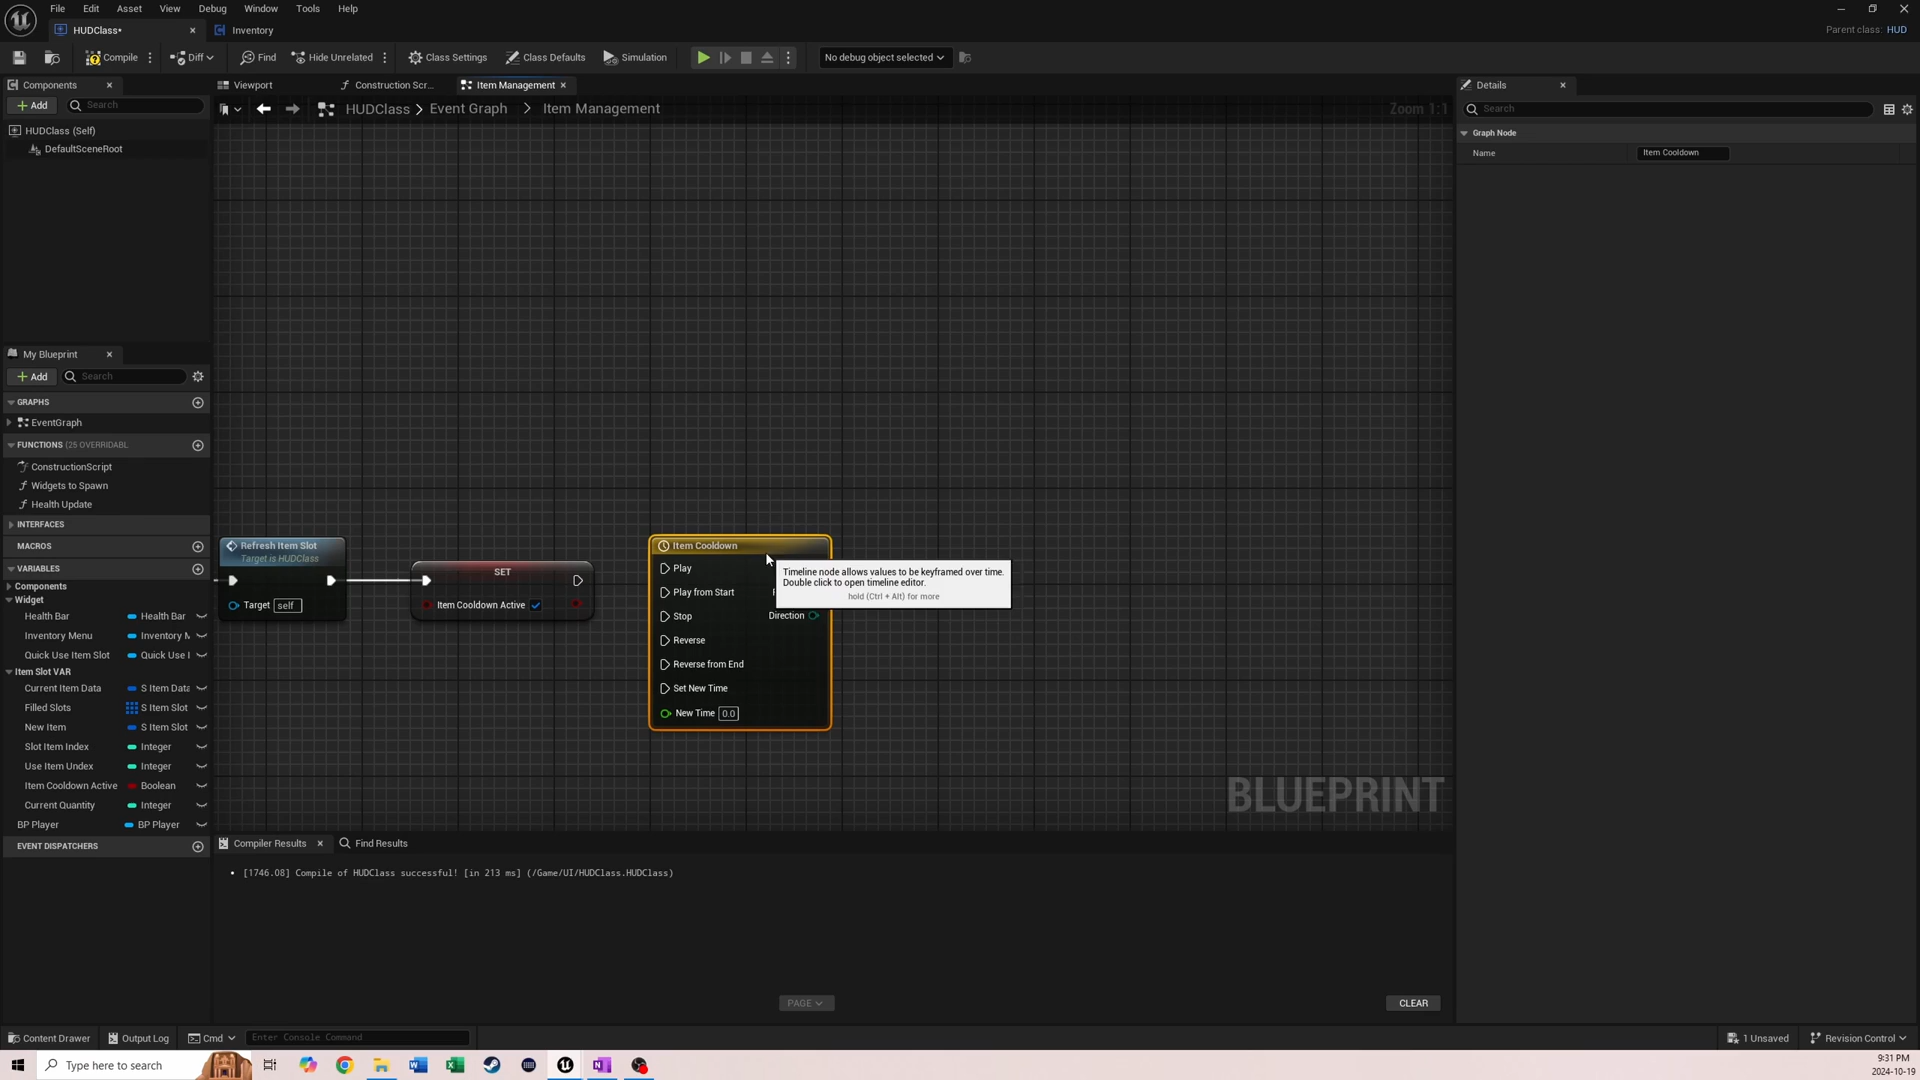 File Edit Asset View Debug Window Tools Help
HUDClass* Inventory Parent class: HUD
Compile Diff Find Hide Unrelated Class Settings Class Defaults Simulation No debug object selected
Components Viewport Construction Scr... Item Management Details
Add Search HUDClass Event Graph Item Management Zoom 1:1 Search
HUDClass (Self) Graph Node
DefaultSceneRoot Name Item Cooldown
My Blueprint
Add Search
GRAPHS
EventGraph
FUNCTIONS (25 OVERRIDABL
ConstructionScript
Widgets to Spawn
Health Update
INTERFACES
MACROS
VARIABLES
Components
Widget
Health Bar Health Bar
Inventory Menu Inventory M
Quick Use Item Slot Quick Use I
Item Slot VAR
Current Item Data S Item Data
Filled Slots S Item Slot
New Item S Item Slot
Slot Item Index Integer
Use Item Undex Integer
Item Cooldown Active Boolean
Current Quantity Integer
BP Player BP Player
EVENT DISPATCHERS
Refresh Item Slot
Target is HUDClass
Target self
SET
Item Cooldown Active
Item Cooldown
Play
Play from Start
Stop Direction
Reverse
Reverse from End
Set New Time
New Time 0.0
Timeline node allows values to be keyframed over time.
Double click to open timeline editor.
hold (Ctrl + Alt) for more
BLUEPRINT
Compiler Results Find Results
[1746.08] Compile of HUDClass successful! [in 213 ms] (/Game/UI/HUDClass.HUDClass)
PAGE CLEAR
Content Drawer Output Log Cmd Enter Console Command 1 Unsaved Revision Control
Type here to search 9:31 PM
2024-10-19